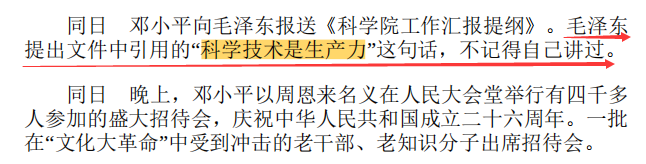 同日　邓小平向毛泽东报送《科学院工作汇报提纲》。毛泽东
提出文件中引用的“科学技术是生产力”这句话，不记得自己讲过。
同日　晚上，邓小平以周恩来名义在人民大会堂举行有四千多
人参加的盛大招待会，庆祝中华人民共和国成立二十六周年。一批
在“文化大革命”中受到冲击的老干部、老知识分子出席招待会。